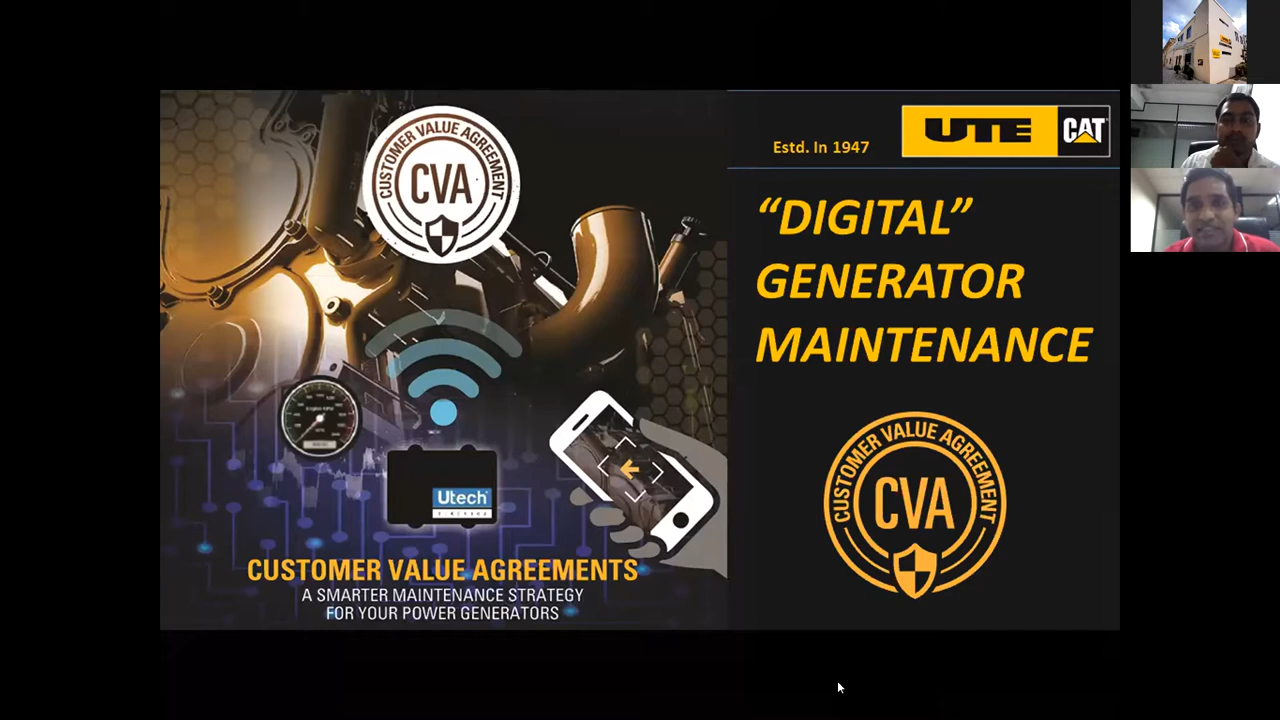 CUSTOMER VALUE AGREEMENT
CVA
Utech
CUSTOMER VALUE AGREEMENTS
A SMARTER MAINTENANCE STRATEGY
FOR YOUR POWER GENERATORS
Estd. In 1947
UTE
CAT
“DIGITAL”
GENERATOR
MAINTENANCE
CUSTOMER VALUE AGREEMENT
CVA